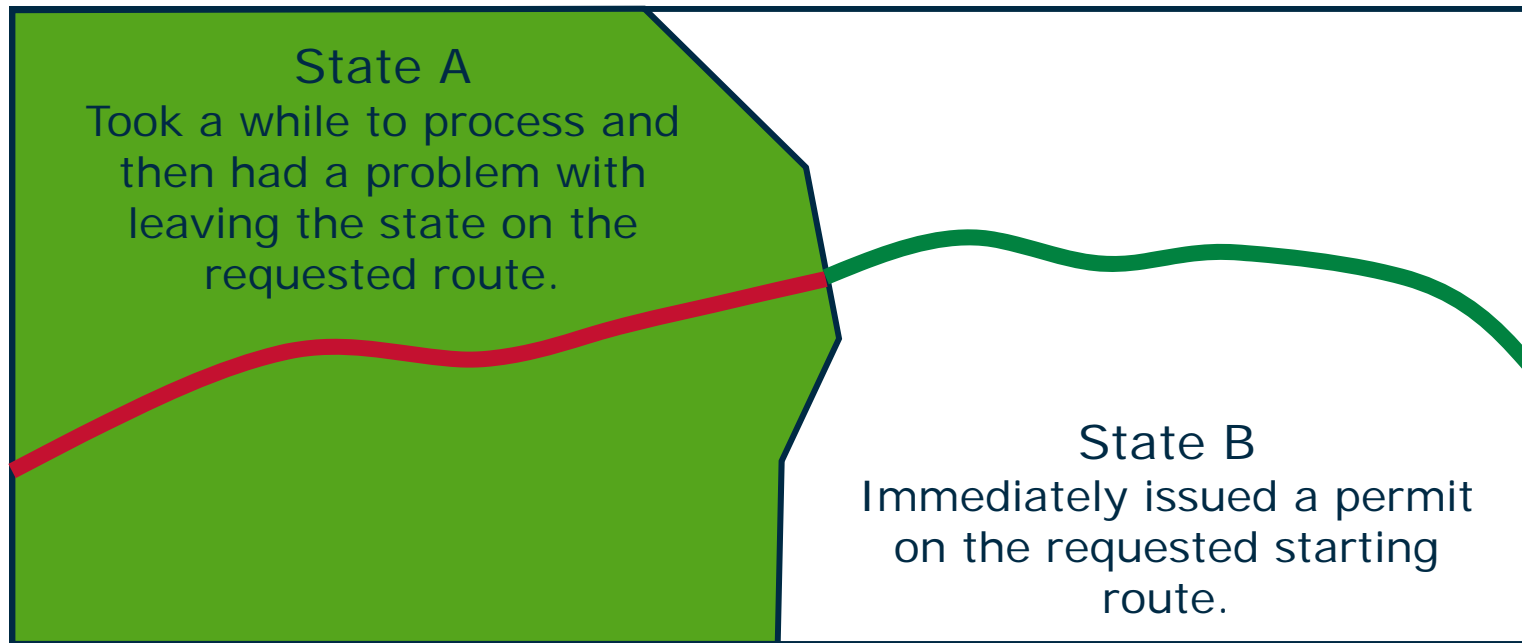 State A
Took a while to process and
then had a problem with
leaving the state on the
requested route.
State B
Immediately issued a permit
on the requested starting
route.